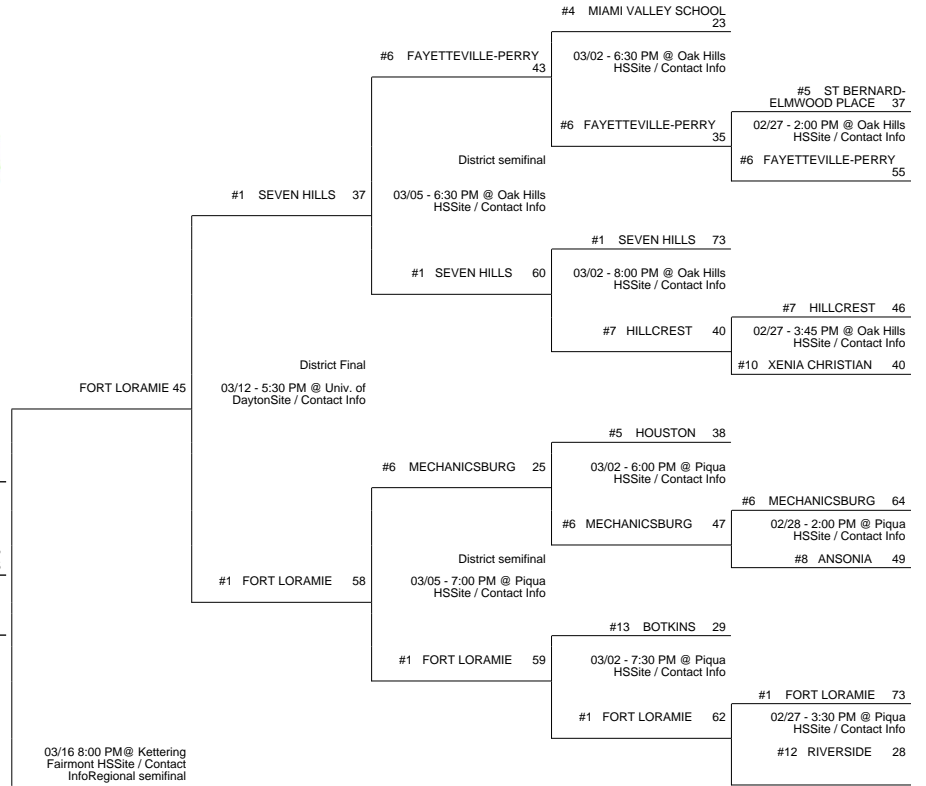 #4 MIAMI VALLEY SCHOOL
23
#6 FAYETTEVILLE-PERRY
43
03/02 - 6:30 PM @ Oak Hills
HSSite / Contact Info
#5 ST BERNARD-
ELMWOOD PLACE 37
#6 FAYETTEVILLE-PERRY
35
02/27 - 2:00 PM @ Oak Hills
HSSite / Contact Info
District semifinal
#6 FAYETTEVILLE-PERRY
55
#1 SEVEN HILLS 37
03/05 - 6:30 PM @ Oak Hills
HSSite / Contact Info
#1 SEVEN HILLS 73
#1 SEVEN HILLS 60
03/02 - 8:00 PM @ Oak Hills
HSSite / Contact Info
#7 HILLCREST 46
#7 HILLCREST 40
02/27 - 3:45 PM @ Oak Hills
HSSite / Contact Info
District Final
#10 XENIA CHRISTIAN 40
FORT LORAMIE 45
03/12 - 5:30 PM @ Univ. of
DaytonSite / Contact Info
#5 HOUSTON 38
#6 MECHANICSBURG 25
03/02 - 6:00 PM @ Piqua
HSSite / Contact Info
#6 MECHANICSBURG 64
#6 MECHANICSBURG 47
02/28 - 2:00 PM @ Piqua
HSSite / Contact Info
District semifinal
#8 ANSONIA 49
#1 FORT LORAMIE 58
03/05 - 7:00 PM @ Piqua
HSSite / Contact Info
#13 BOTKINS 29
#1 FORT LORAMIE 59
03/02 - 7:30 PM @ Piqua
HSSite / Contact Info
#1 FORT LORAMIE 73
#1 FORT LORAMIE 62
02/27 - 3:30 PM @ Piqua
HSSite / Contact Info
#12 RIVERSIDE 28
03/16 8:00 PM@ Kettering
Fairmont HSSite / Contact
InfoRegional semifinal